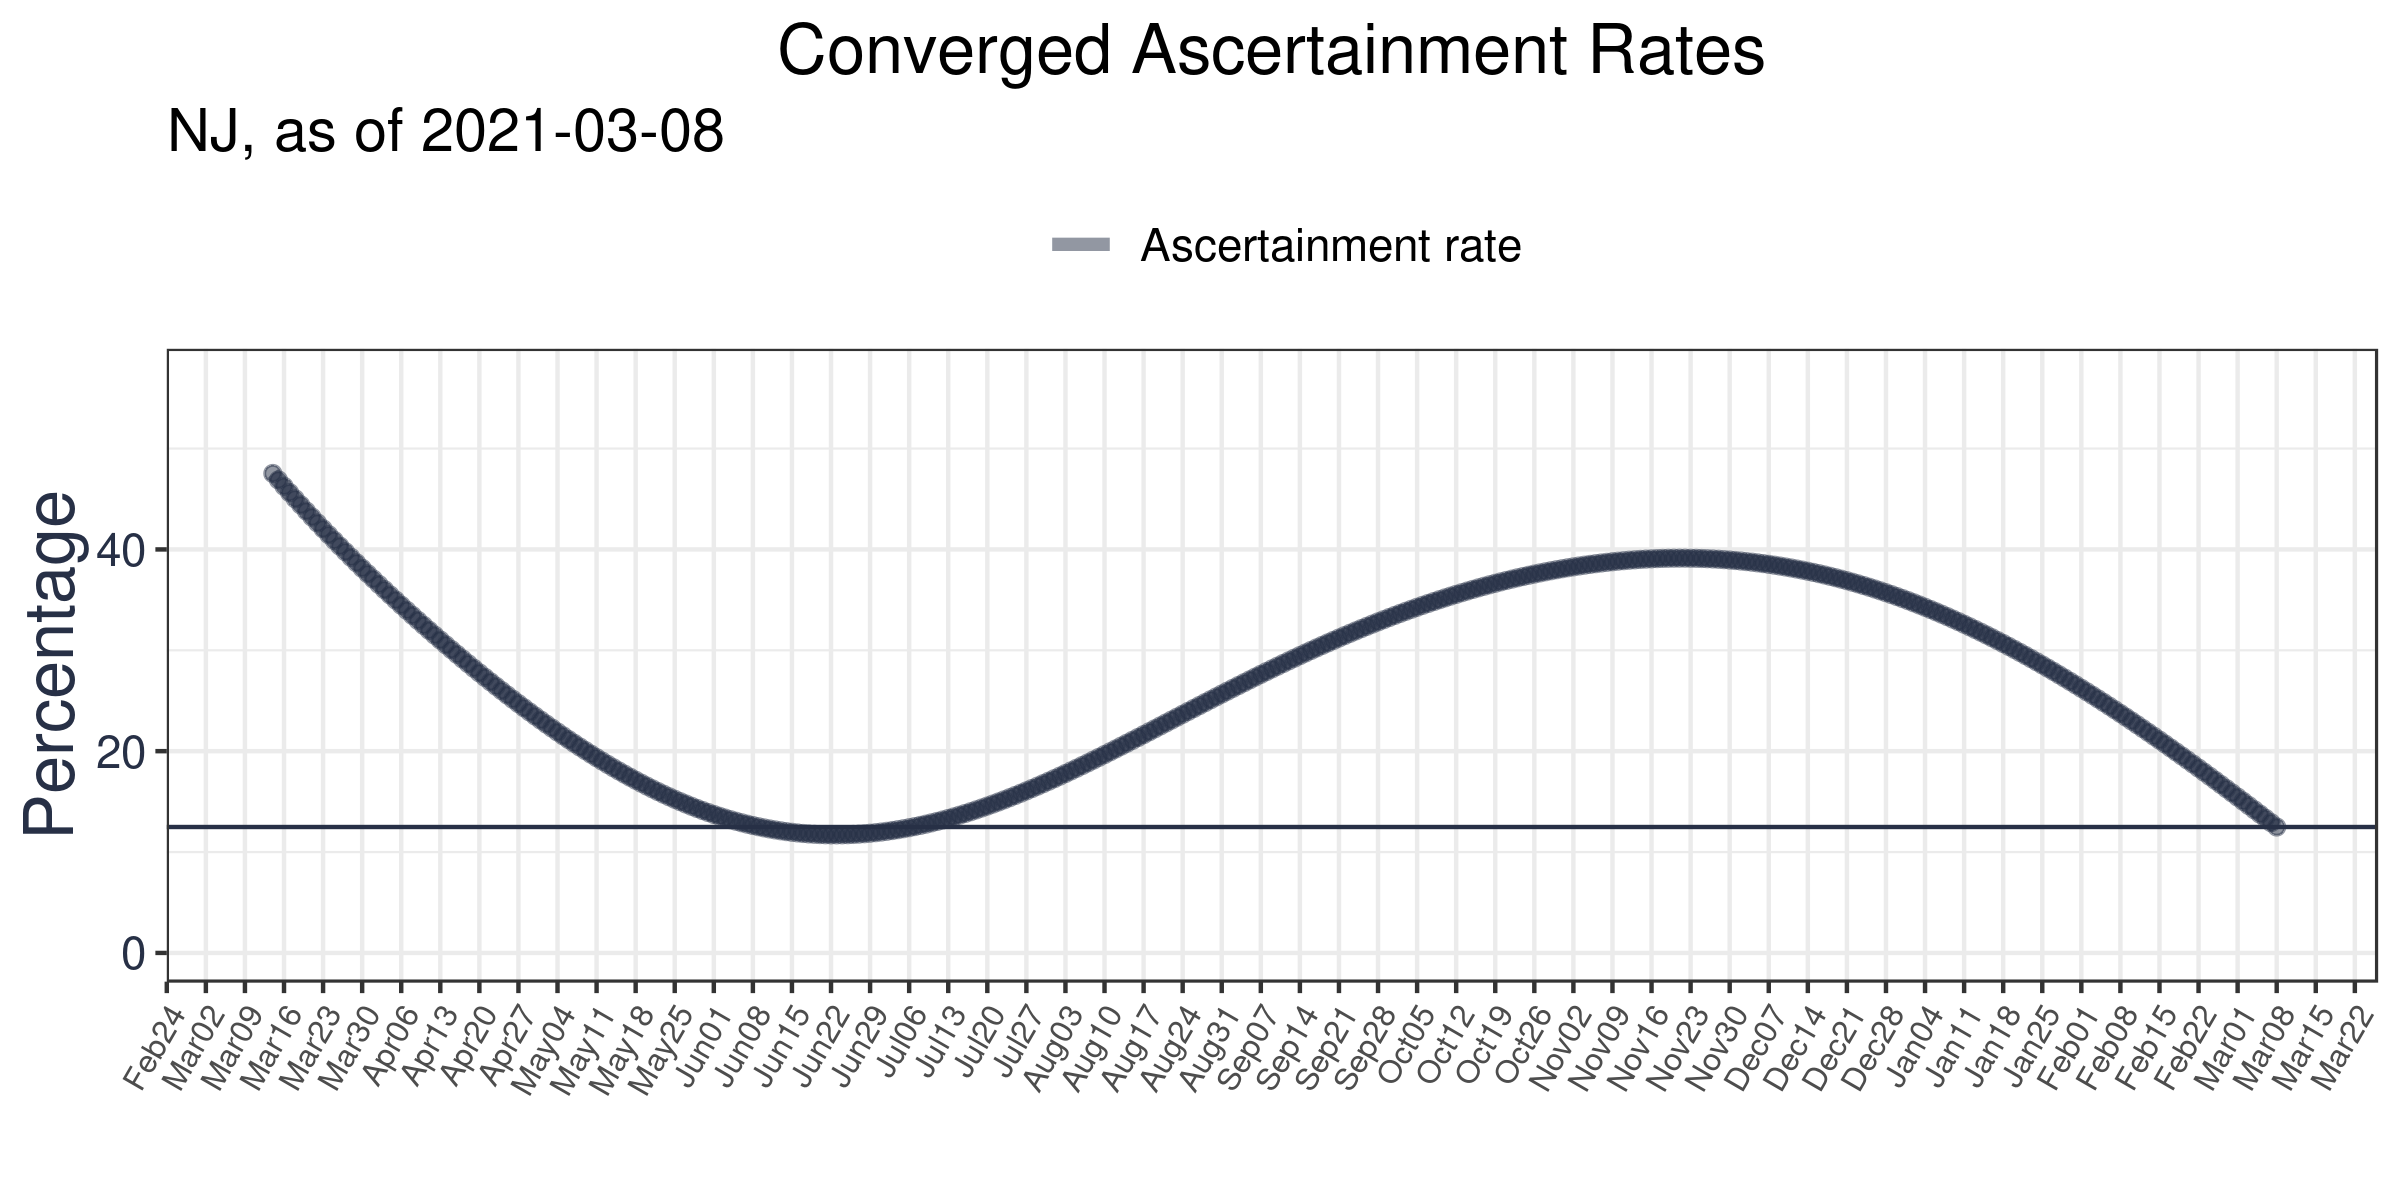 Converged Ascertainment Rates
NJ, as of 2021-03-08
Ascertainment rate
Percentage
40
20
0
Feb24
Mar02
Mar09
Mar16
Mar23
Mar30
Apr06
Apr13
Apr20
Apr27
May04
May11
May18
May25
Jun01
Jun08
Jun15
Jun22
Jun29
Jul06
Jul13
Jul20
Jul27
Aug03
Aug10
Aug17
Aug24
Aug31
Sep07
Sep14
Sep21
Sep28
Oct05
Oct12
Oct19
Oct26
Nov02
Nov09
Nov16
Nov23
Nov30
Dec07
Dec14
Dec21
Dec28
Jan04
Jan11
Jan18
Jan25
Feb01
Feb08
Feb15
Feb22
Mar01
Mar08
Mar15
Mar22